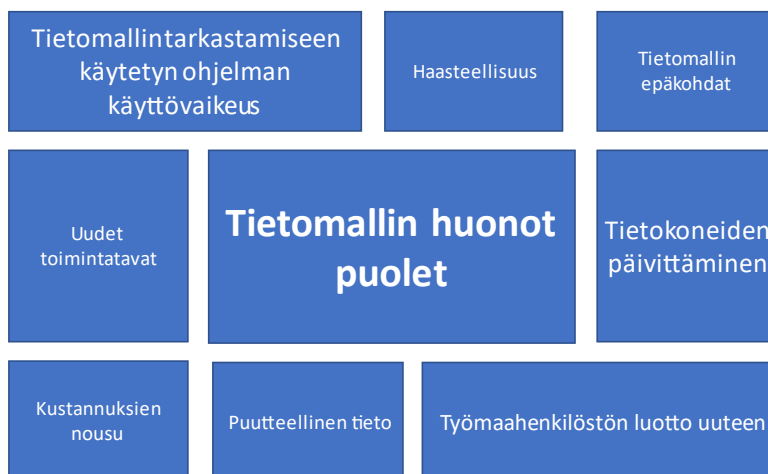 Tietomallintarkastamiseen
käytetyn ohjelman
käyttövaikeus
Haasteellisuus
Tietomallin
epäkohdat
Uudet
toimintatavat
Tietomallin huonot
puolet
Tietokoneiden
päivittäminen
Kustannuksien
nousu
Puutteellinen tieto
Työmaahenkilöstön luotto uuteen